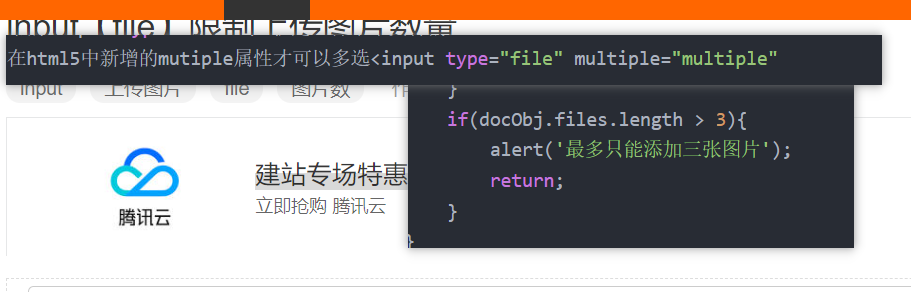 input（file）限制上传图片数量
在html5中新增的mutiple属性才可以多选<input type="file" multiple="multiple"
input 上传图片 file 图片数 作
}
if(docObj.files.length > 3){
alert('最多只能添加三张图片');
return;
}
}
腾讯云
建站专场特惠
立即抢购 腾讯云